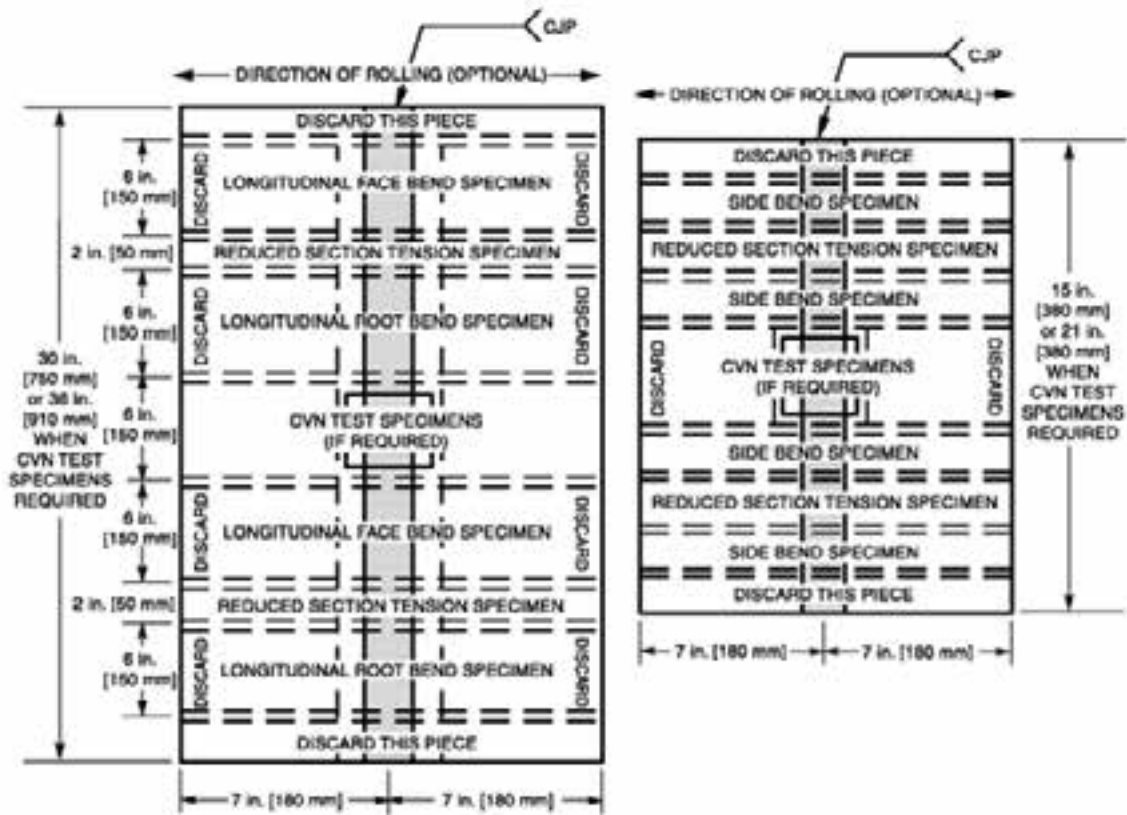 CJP
DIRECTION OF ROLLING (OPTIONAL)
DISCARD THIS PIECE
6 in.
[150 mm]
DISCARD
LONGITUDINAL FACE BEND SPECIMEN
DISCARD
2 in. [50 mm]
REDUCED SECTION TENSION SPECIMEN
6 in.
[150 mm]
DISCARD
LONGITUDINAL ROOT BEND SPECIMEN
DISCARD
30 in.
[750 mm]
or 36 in.
[910 mm]
WHEN
CVN TEST
SPECIMENS
REQUIRED
6 in.
[150 mm]
CVN TEST SPECIMENS
(IF REQUIRED)
6 in.
[150 mm]
DISCARD
LONGITUDINAL FACE BEND SPECIMEN
DISCARD
2 in. [50 mm]
REDUCED SECTION TENSION SPECIMEN
6 in.
[150 mm]
DISCARD
LONGITUDINAL ROOT BEND SPECIMEN
DISCARD
DISCARD THIS PIECE
7 in. [180 mm]
7 in. [180 mm]
CJP
DIRECTION OF ROLLING (OPTIONAL)
DISCARD THIS PIECE
SIDE BEND SPECIMEN
REDUCED SECTION TENSION SPECIMEN
SIDE BEND SPECIMEN
DISCARD
CVN TEST SPECIMENS
(IF REQUIRED)
DISCARD
15 in.
[380 mm]
or 21 in.
[380 mm]
WHEN
CVN TEST
SPECIMENS
REQUIRED
SIDE BEND SPECIMEN
REDUCED SECTION TENSION SPECIMEN
SIDE BEND SPECIMEN
DISCARD THIS PIECE
7 in. [180 mm]
7 in. [180 mm]